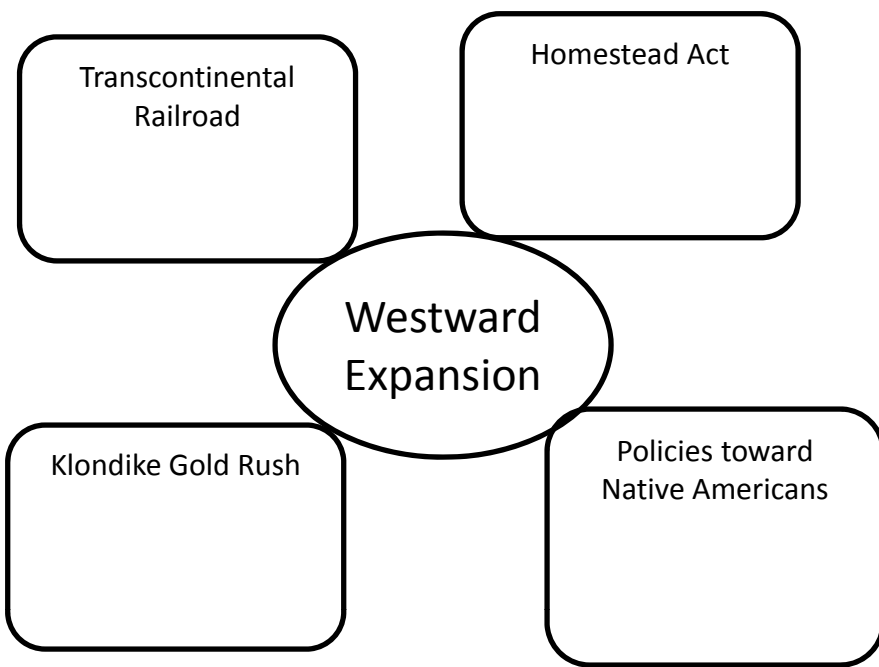 Transcontinental
Railroad
Homestead Act
Westward
Expansion
Klondike Gold Rush
Policies toward
Native Americans